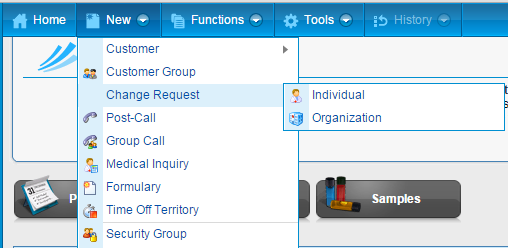 Home New Functions Tools History
Customer
Customer Group
Change Request
Individual
Post-Call
Organization
Group Call
Medical Inquiry
Formulary
Time Off Territory
Samples
Security Group